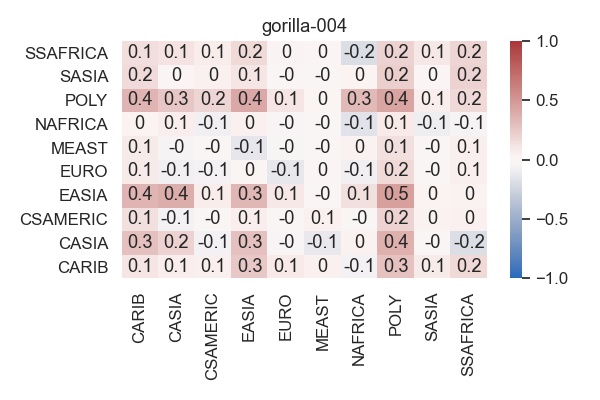 gorilla-004
SSAFRICA 0.1 0.1 0.1 0.2 0 0 -0.2 0.2 0.1 0.2
SASIA 0.2 0 0 0.1 -0 -0 0 0.2 0 0.2
POLY 0.4 0.3 0.2 0.4 0.1 0 0.3 0.4 0.1 0.2
NAFRICA 0 0.1 -0.1 0 -0 -0 -0.1 0.1 -0.1 -0.1
MEAST 0.1 -0 -0 -0.1 -0 -0 0 0.1 -0 0.1
EURO 0.1 -0.1 -0.1 0 -0.1 0 -0.1 0.2 -0 0.1
EASIA 0.4 0.4 0.1 0.3 0.1 -0 0.1 0.5 0 0
CSAMERIC 0.1 -0.1 -0 0.1 -0 0.1 -0 0.2 0 0
CASIA 0.3 0.2 -0.1 0.3 -0 -0.1 0 0.4 -0 -0.2
CARIB 0.1 0.1 0.1 0.3 0.1 0 -0.1 0.3 0.1 0.2
CARIB CASIA CSAMERIC EASIA EURO MEAST NAFRICA POLY SASIA SSAFRICA
1.0
0.5
0.0
−0.5
−1.0